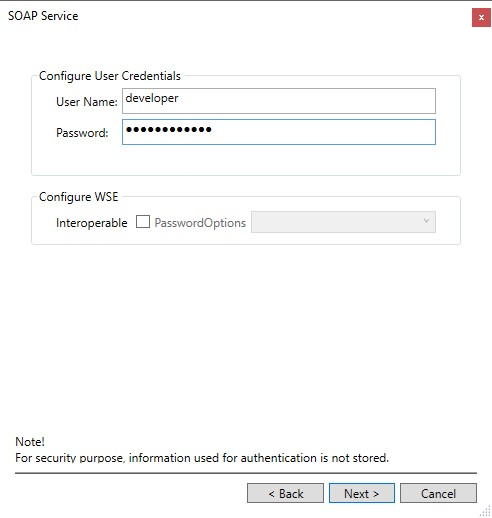 SOAP Service
x
Configure User Credentials
User Name: developer
Password: ••••••••••••
Configure WSE
Interoperable PasswordOptions
Note!
For security purpose, information used for authentication is not stored.
< Back Next > Cancel